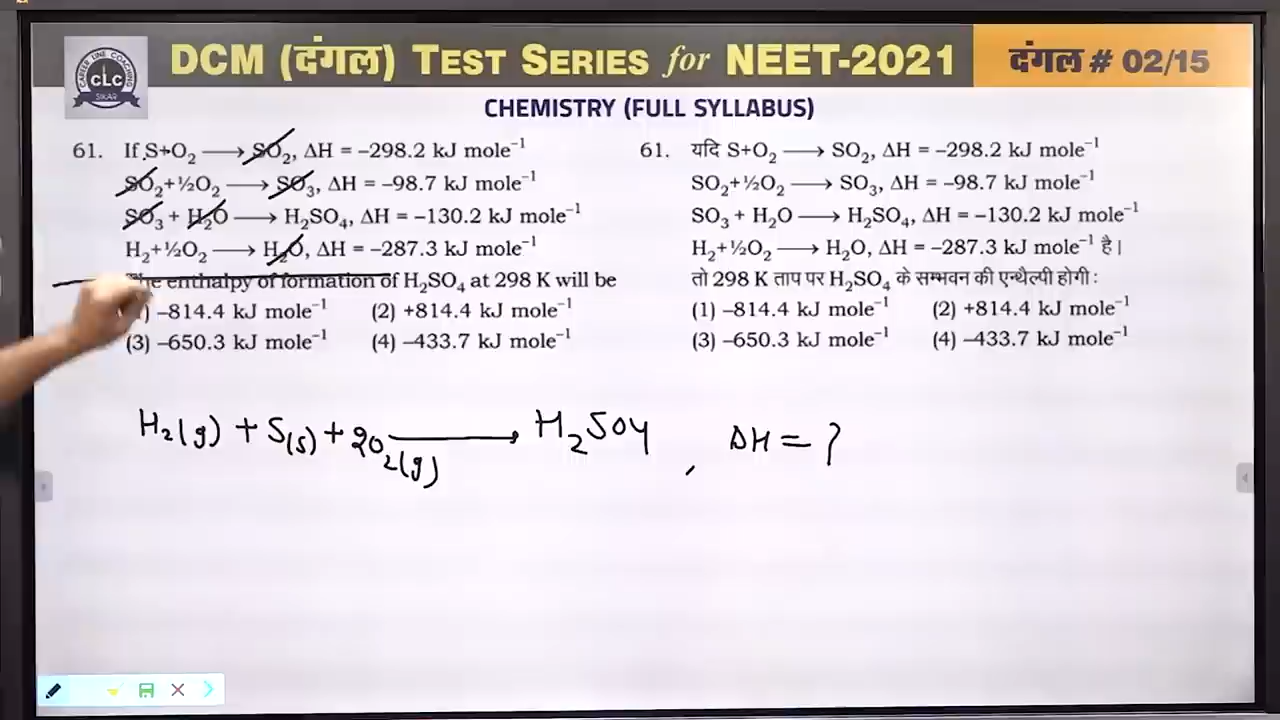 DCM (दंगल) TEST SERIES for NEET-2021
दंगल # 02/15
CAREER LINE COACHING
CLC
SIKAR
CHEMISTRY (FULL SYLLABUS)
61. If S+O₂ ⟶ SO₂, ΔH = –298.2 kJ mole⁻¹
SO₂+½O₂ ⟶ SO₃, ΔH = –98.7 kJ mole⁻¹
SO₃ + H₂O ⟶ H₂SO₄, ΔH = –130.2 kJ mole⁻¹
H₂+½O₂ ⟶ H₂O, ΔH = –287.3 kJ mole⁻¹
enthalpy of formation of H₂SO₄ at 298 K will be
–814.4 kJ mole⁻¹ (2) +814.4 kJ mole⁻¹
(3) –650.3 kJ mole⁻¹ (4) –433.7 kJ mole⁻¹
61. यदि S+O₂ ⟶ SO₂, ΔH = –298.2 kJ mole⁻¹
SO₂+½O₂ ⟶ SO₃, ΔH = –98.7 kJ mole⁻¹
SO₃ + H₂O ⟶ H₂SO₄, ΔH = –130.2 kJ mole⁻¹
H₂+½O₂ ⟶ H₂O, ΔH = –287.3 kJ mole⁻¹ है।
तो 298 K ताप पर H₂SO₄ के सम्भवन की एन्थैल्पी होगी :
(1) –814.4 kJ mole⁻¹ (2) +814.4 kJ mole⁻¹
(3) –650.3 kJ mole⁻¹ (4) –433.7 kJ mole⁻¹
H₂(g) + S(s) + 2O₂(g) ⟶ H₂SO₄, ΔH = ?